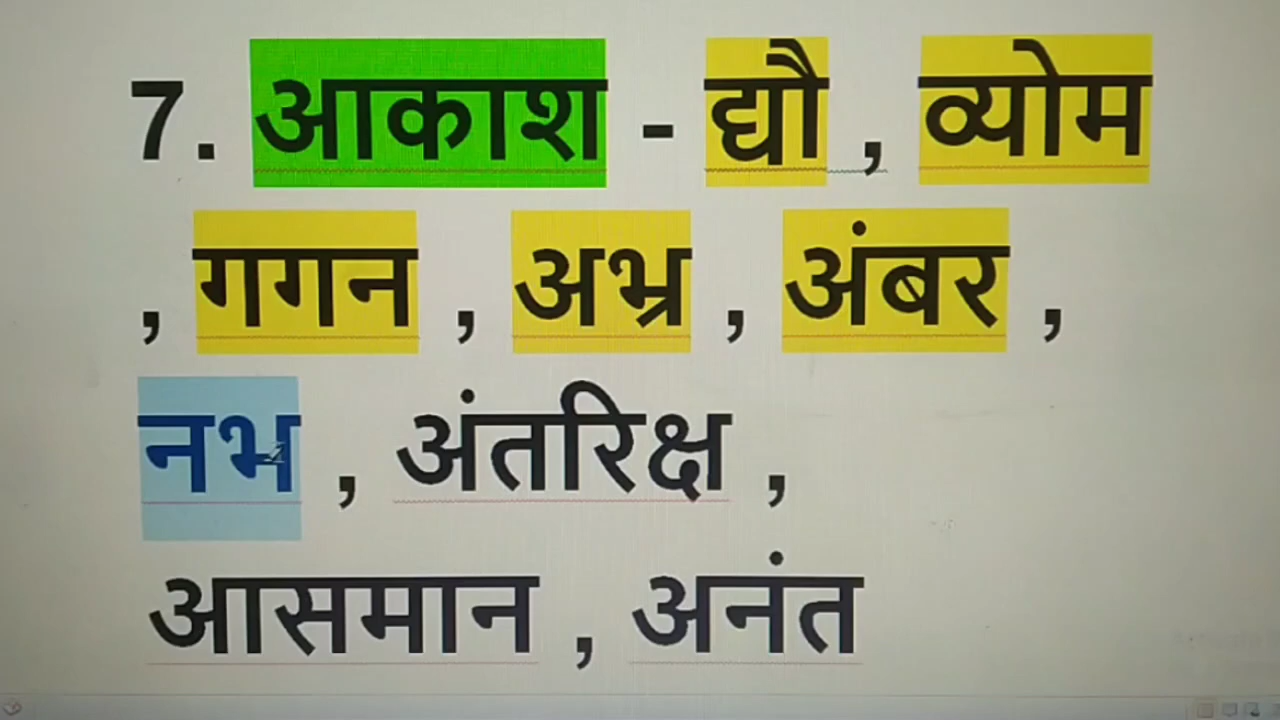 7. आकाश - द्यौ , व्योम
, गगन , अभ्र , अंबर ,
नभ , अंतरिक्ष ,
आसमान , अनंत